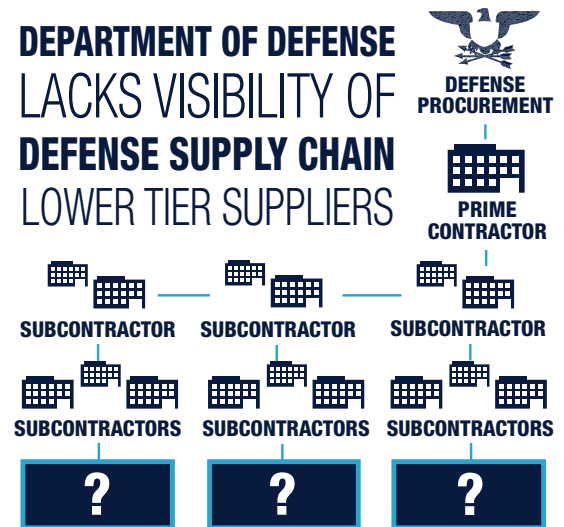 DEPARTMENT OF DEFENSE
LACKS VISIBILITY OF
DEFENSE SUPPLY CHAIN
LOWER TIER SUPPLIERS
DEFENSE
PROCUREMENT
PRIME
CONTRACTOR
SUBCONTRACTOR
SUBCONTRACTOR
SUBCONTRACTOR
SUBCONTRACTORS
SUBCONTRACTORS
SUBCONTRACTORS
?
?
?